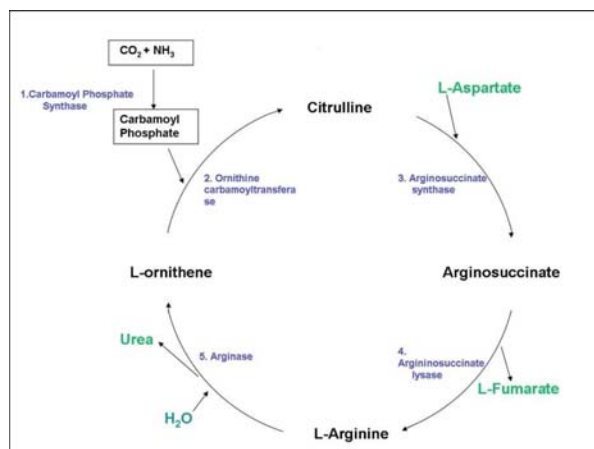 CO2 + NH3
1.Carbamoyl Phosphate
Synthase
Carbamoyl
Phosphate
Citrulline
L-Aspartate
2. Ornithine
carbamoyltransfera
se
3. Arginosuccinate
synthase
L-ornithene
Arginosuccinate
Urea
5. Arginase
4.
Argininosuccinate
lysase
L-Fumarate
H2O
L-Arginine